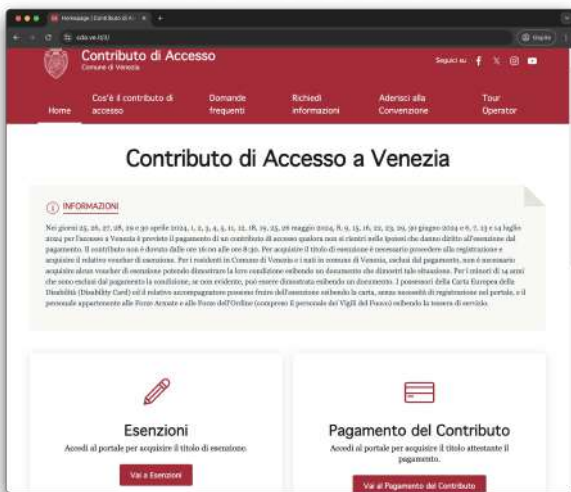 Homepage | Contributo di A
cda.ve.it/it/
Contributo di Accesso
Comune di Venezia
Seguici su
Home
Cos'è il contributo di
accesso
Domande
frequenti
Richiedi
informazioni
Aderisci alla
Convenzione
Tour
Operator
Contributo di Accesso a Venezia
INFORMAZIONI
Nei giorni 25, 26, 27, 28, 29 e 30 aprile 2024, 1, 2, 3, 4, 5, 11, 12, 18, 19, 25, 26 maggio 2024, 8, 9, 15, 16, 22, 23, 29, 30 giugno 2024 e 6, 7, 13 e 14 luglio
2024 per l'accesso a Venezia è previsto il pagamento di un contributo di accesso qualora non si rientri nelle ipotesi che danno diritto all'esenzione dal
pagamento. Il contributo non è dovuto dalle ore 16 on alle ore 8:30. Per acquisire il titolo di esenzione è necessario procedere alla registrazione e
acquisire il relativo voucher di esenzione. Per i residenti in Comune di Venezia e i nati in comune di Venezia, esclusi dal pagamento, non è necessario
acquisire alcun voucher di esenzione potendo dimostrare la loro condizione esibendo un documento che dimostri tale situazione. Per i minori di 14 anni
che sono esclusi dal pagamento la condizione, se non evidente, può essere dimostrata esibendo un documento. I possessori della Carta Europea della
Disabilità (Disability Card) ed il relativo accompagnatore possono fruire dell'esenzione esibendo la carta, senza necessità di registrazione nel portale, e il
personale appartenente alle Forze Armate e alle Forze dell'Ordine (compreso il personale dei Vigili del Fuoco) esibendo la tessera di servizio.
Esenzioni
Accedi al portale per acquisire il titolo di esenzione.
Vai a Esenzioni
Pagamento del Contributo
Accedi al portale per acquisire il titolo attestante il
pagamento.
Vai al Pagamento del Contributo